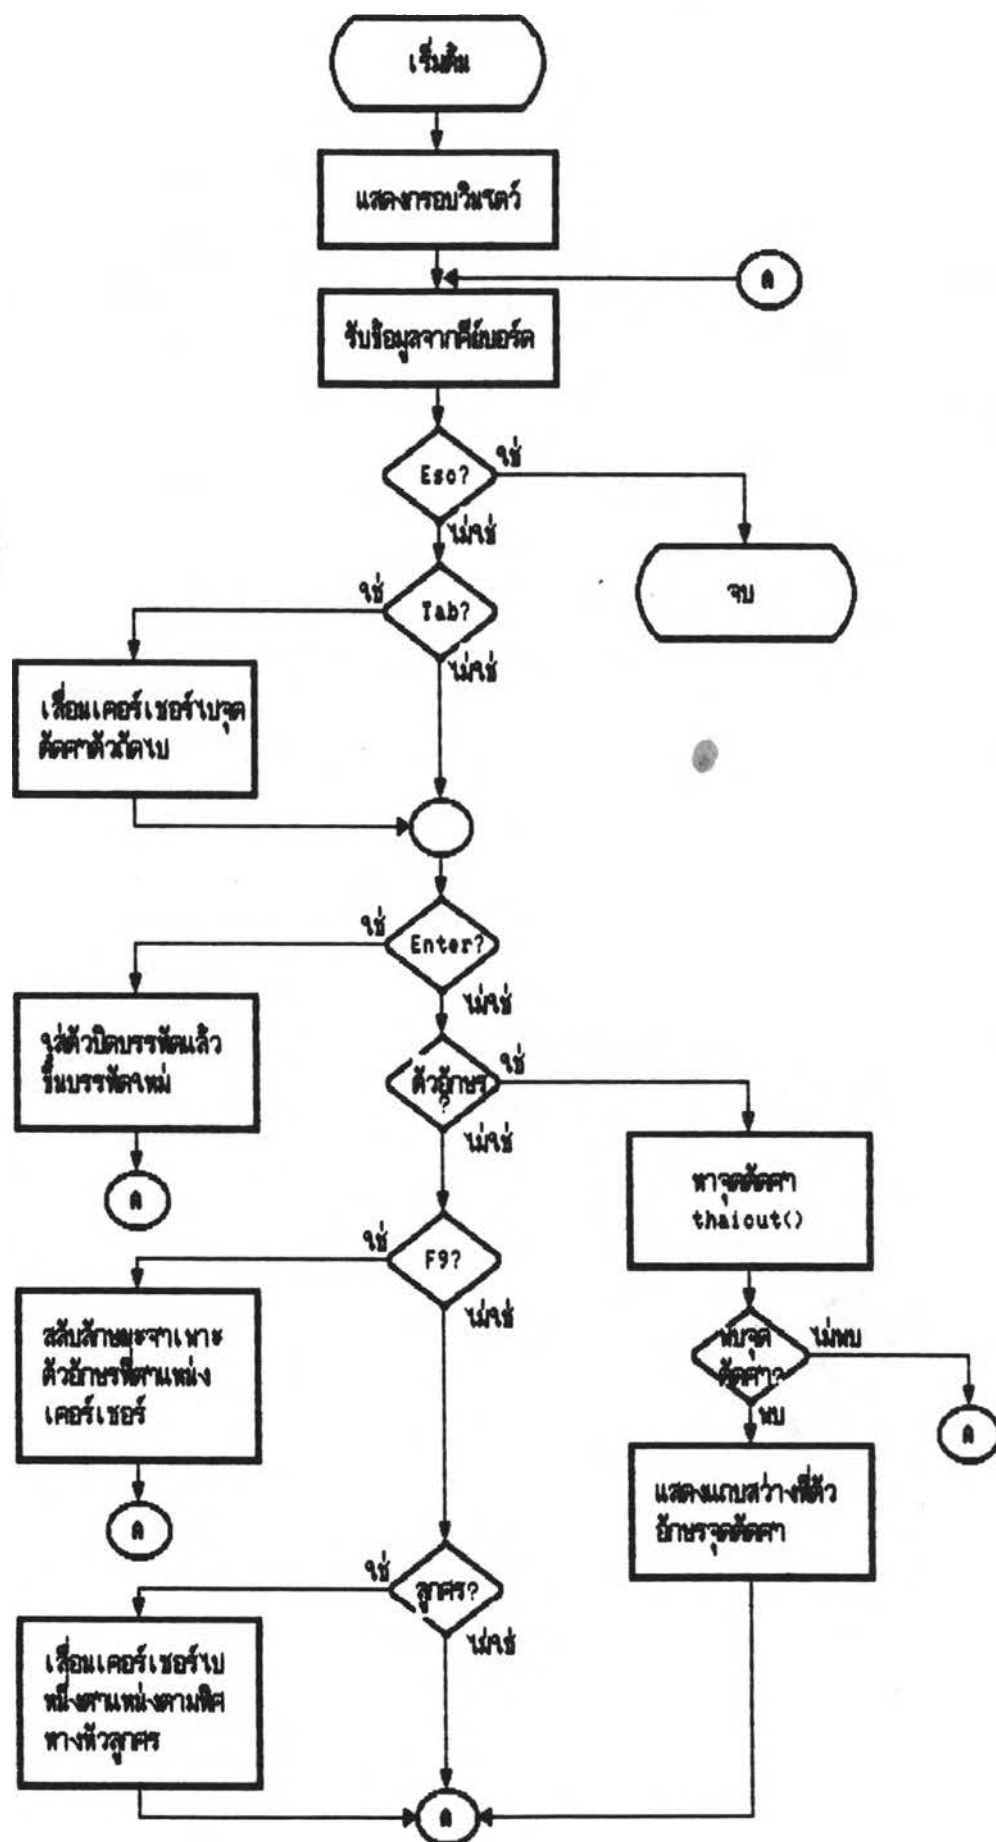 เริ่มต้น
แสดงกรอบวินโดว์
A
รับข้อมูลจากคีย์บอร์ด
Esc?
ใช่
ไม่ใช่
จบ
ใช่
Tab?
ไม่ใช่
เลื่อนเคอร์เซอร์ไปจุด
ตัดคำตัวถัดไป
ใช่
Enter?
ไม่ใช่
ใส่ตัวปิดบรรทัดแล้ว
ขึ้นบรรทัดใหม่
A
ตัวอักษร
?
ใช่
ไม่ใช่
หาจุดตัดคำ
thaicut()
ใช่
F9?
ไม่ใช่
สลับลักษณะจำเพาะ
ตัวอักษรที่ตำแหน่ง
เคอร์เซอร์
A
พบจุด
ตัดคำ?
ไม่พบ
พบ
A
แสดงแถบสว่างที่ตัว
อักษรจุดตัดคำ
ใช่
ลูกศร?
ไม่ใช่
เลื่อนเคอร์เซอร์ไป
หนึ่งตำแหน่งตามทิศ
ทางหัวลูกศร
A